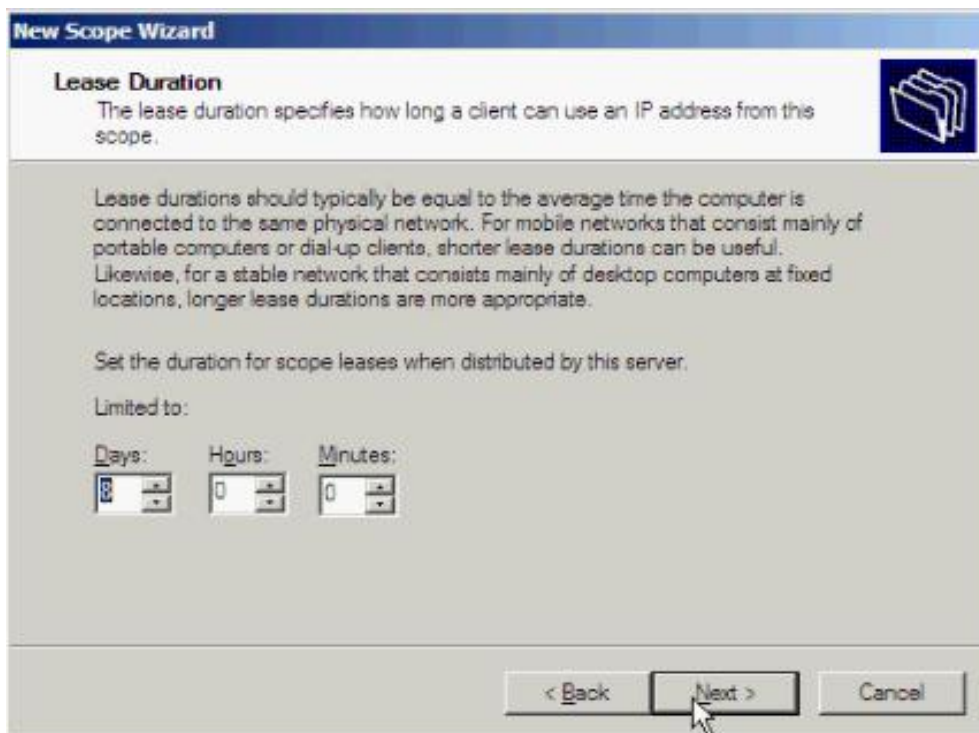 New Scope Wizard
Lease Duration
The lease duration specifies how long a client can use an IP address from this
scope.
Lease durations should typically be equal to the average time the computer is
connected to the same physical network. For mobile networks that consist mainly of
portable computers or dial-up clients, shorter lease durations can be useful.
Likewise, for a stable network that consists mainly of desktop computers at fixed
locations, longer lease durations are more appropriate.
Set the duration for scope leases when distributed by this server.
Limited to:
Days: Hours: Minutes:
8 0 0
< Back Next > Cancel